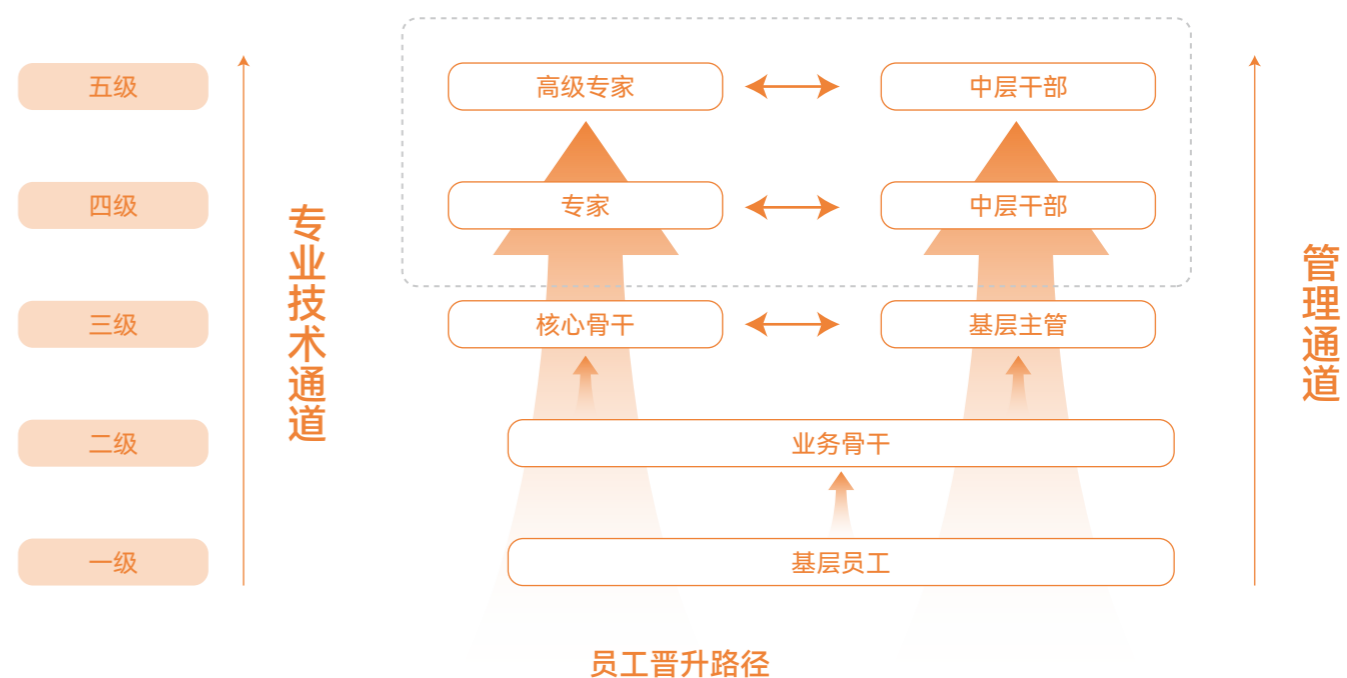 五级
高级专家
中层干部
四级
专家
中层干部
专业技术通道
管理通道
三级
核心骨干
基层主管
二级
业务骨干
一级
基层员工
员工晋升路径